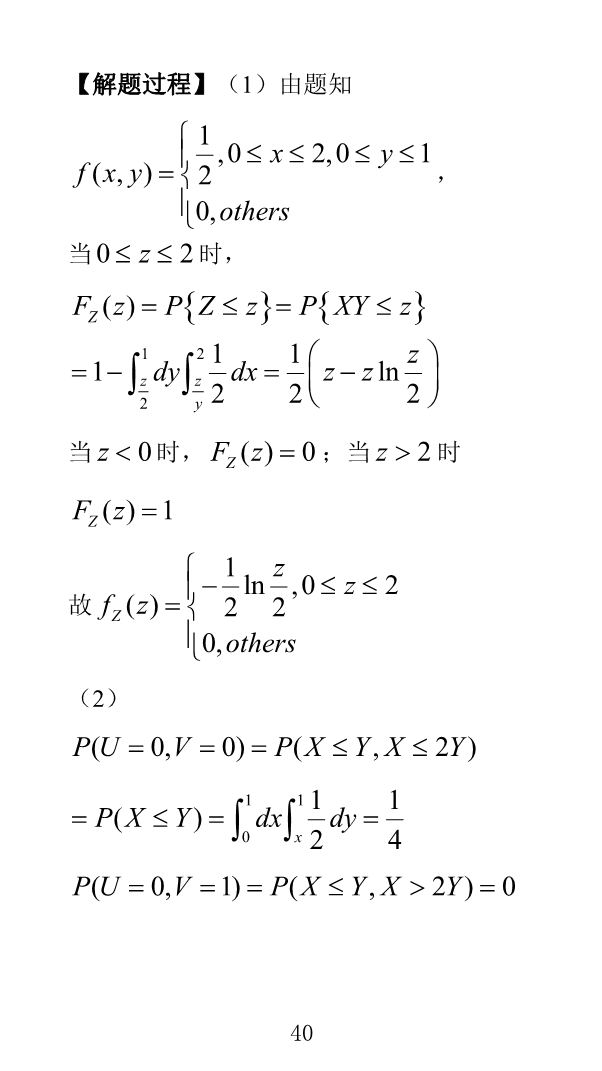 【解题过程】（1）由题知
f(x, y) = { 1/2, 0 ≤ x ≤ 2, 0 ≤ y ≤ 1
0, others ，
当 0 ≤ z ≤ 2 时，
F_Z(z) = P{Z ≤ z} = P{XY ≤ z}
= 1 − ∫_{z/2}^{1} dy ∫_{z/y}^{2} 1/2 dx = 1/2 (z − z ln z/2)
当 z < 0 时， F_Z(z) = 0 ；当 z > 2 时
F_Z(z) = 1
故 f_Z(z) = { − 1/2 ln z/2, 0 ≤ z ≤ 2
0, others
（2）
P(U = 0, V = 0) = P(X ≤ Y, X ≤ 2Y)
= P(X ≤ Y) = ∫_{0}^{1} dx ∫_{x}^{1} 1/2 dy = 1/4
P(U = 0, V = 1) = P(X ≤ Y, X > 2Y) = 0
40